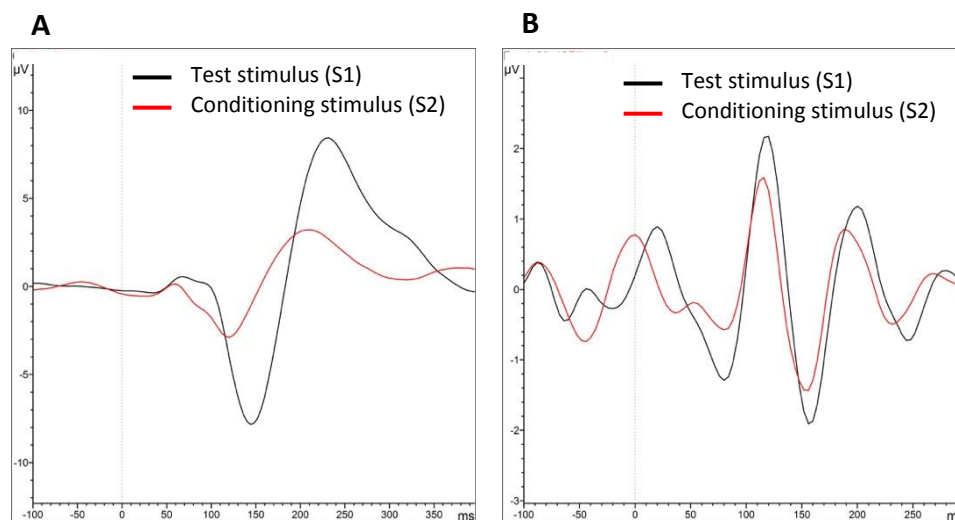 A
B
µV
Test stimulus (S1)
Conditioning stimulus (S2)
10
5
0
-5
-10
-100 -50 0 50 100 150 200 250 300 350 ms
µV
Test stimulus (S1)
Conditioning stimulus (S2)
2
1
0
-1
-2
-3
-100 -50 0 50 100 150 200 250 m